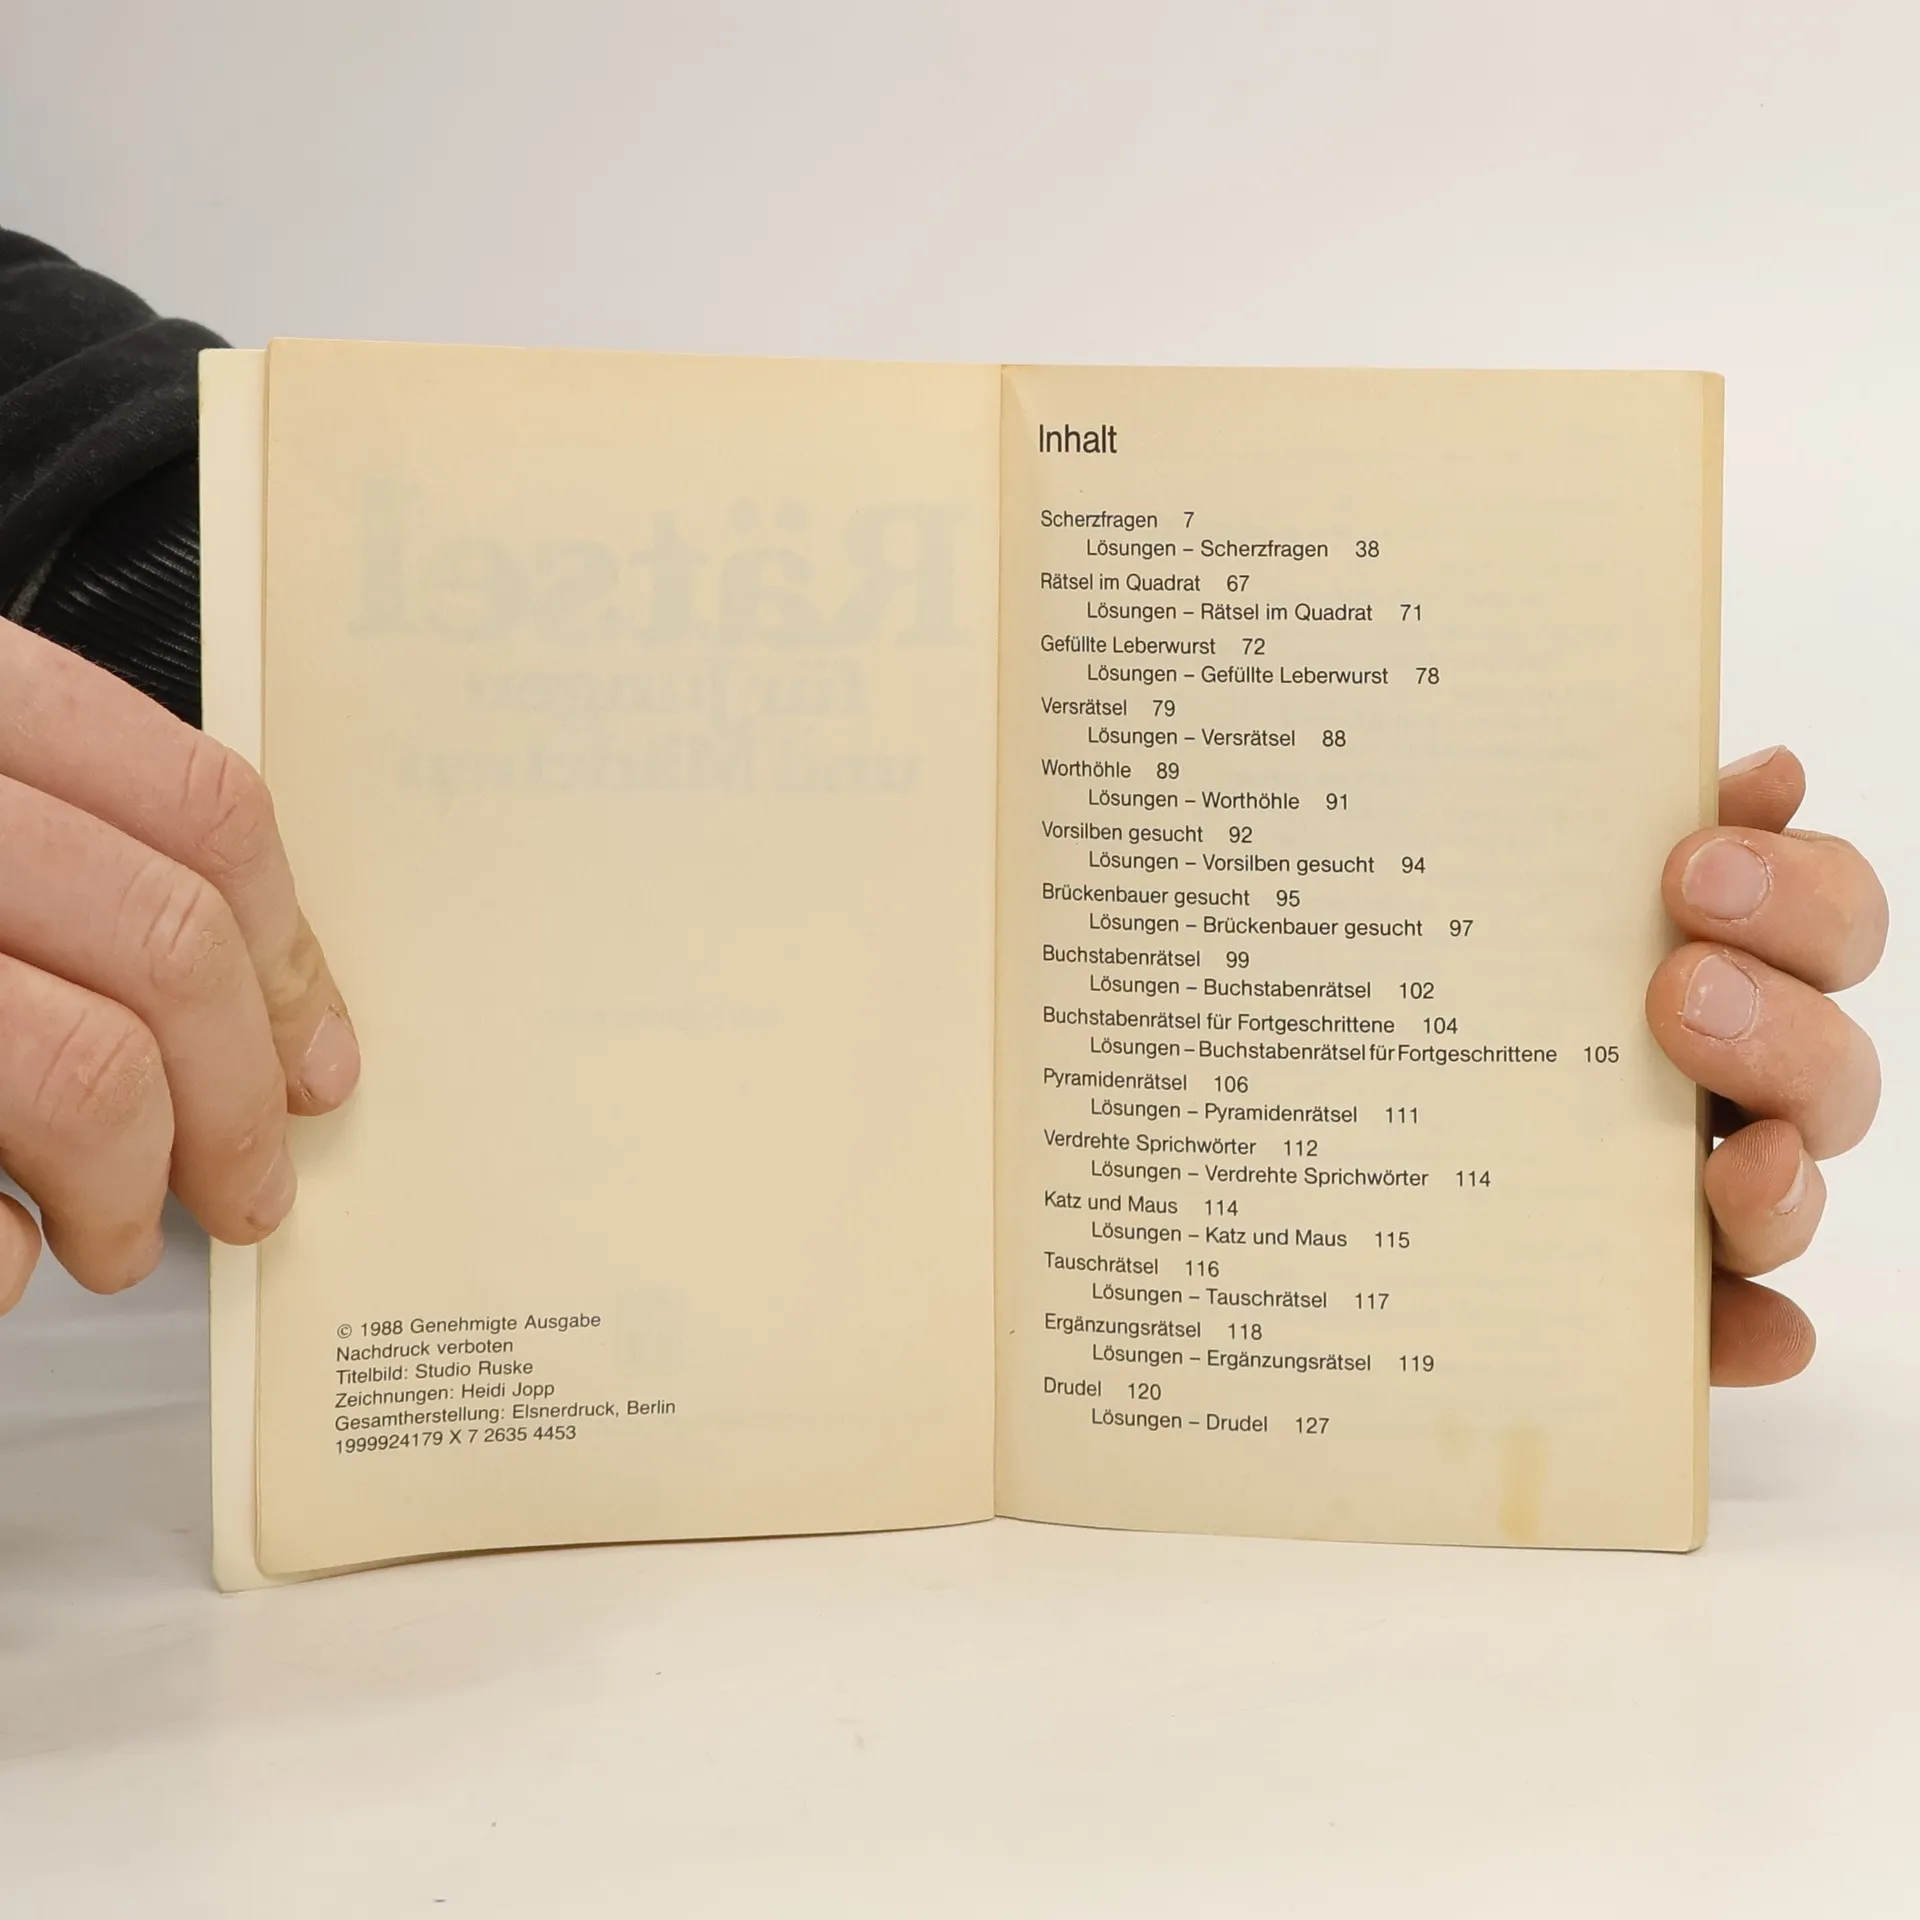 © 1988 Genehmigte Ausgabe
Nachdruck verboten
Titelbild: Studio Ruske
Zeichnungen: Heidi Jopp
Gesamtherstellung: Elsnerdruck, Berlin
1999924179 X 7 2635 4453
Inhalt
Scherzfragen 7
Lösungen – Scherzfragen 38
Rätsel im Quadrat 67
Lösungen – Rätsel im Quadrat 71
Gefüllte Leberwurst 72
Lösungen – Gefüllte Leberwurst 78
Versrätsel 79
Lösungen – Versrätsel 88
Worthöhle 89
Lösungen – Worthöhle 91
Vorsilben gesucht 92
Lösungen – Vorsilben gesucht 94
Brückenbauer gesucht 95
Lösungen – Brückenbauer gesucht 97
Buchstabenrätsel 99
Lösungen – Buchstabenrätsel 102
Buchstabenrätsel für Fortgeschrittene 104
Lösungen – Buchstabenrätsel für Fortgeschrittene 105
Pyramidenrätsel 106
Lösungen – Pyramidenrätsel 111
Verdrehte Sprichwörter 112
Lösungen – Verdrehte Sprichwörter 114
Katz und Maus 114
Lösungen – Katz und Maus 115
Tauschrätsel 116
Lösungen – Tauschrätsel 117
Ergänzungsrätsel 118
Lösungen – Ergänzungsrätsel 119
Drudel 120
Lösungen – Drudel 127